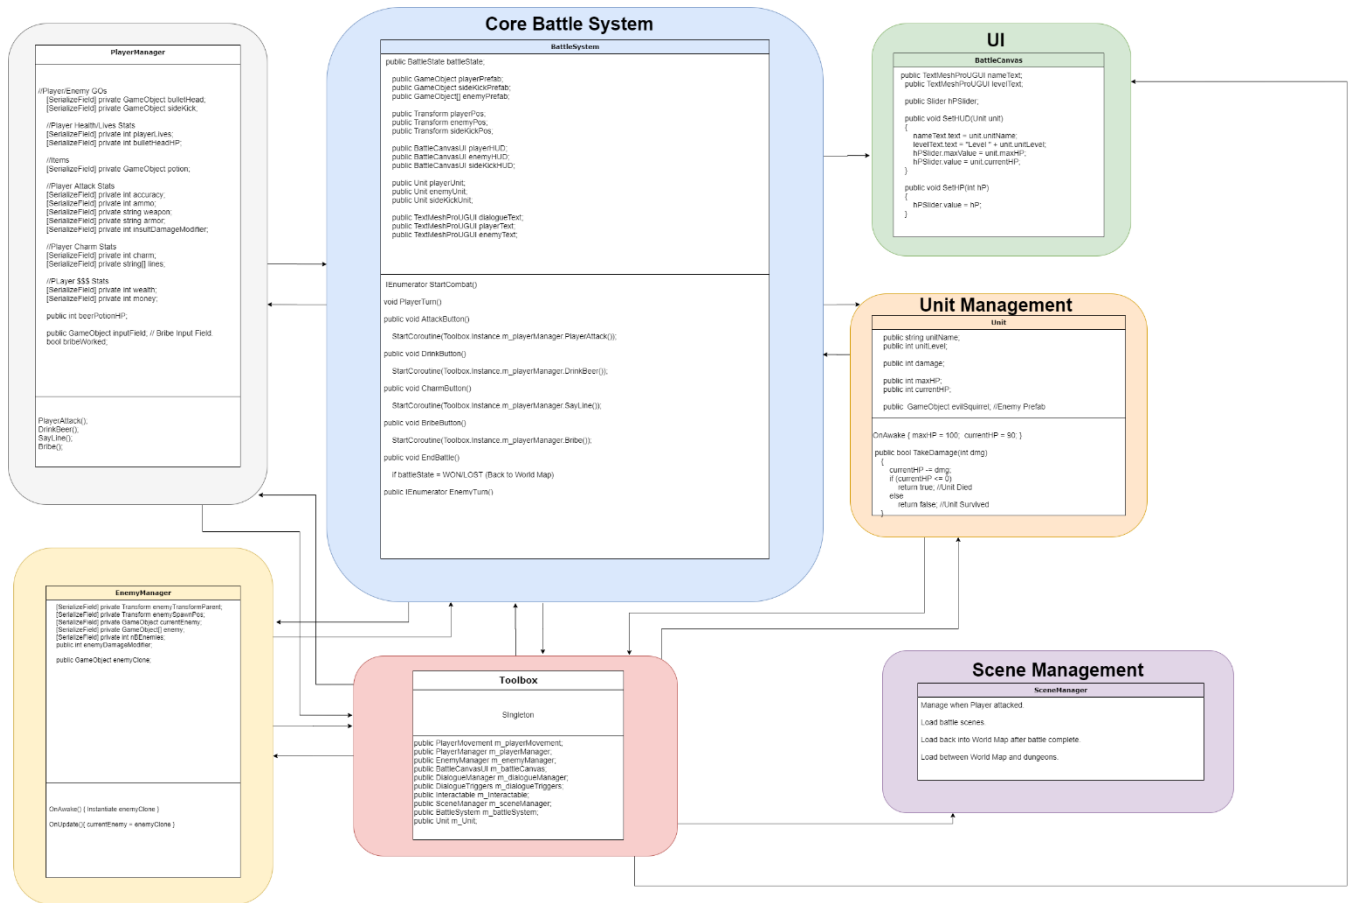 PlayerManager
//Player/Enemy GOs
[SerializeField] private GameObject bulletHead;
[SerializeField] private GameObject sideKick;
//Player Health/Lives Stats
[SerializeField] private int playerLives;
[SerializeField] private int bulletHeadHP;
//Items
[SerializeField] private GameObject potion;
//Player Attack Stats
[SerializeField] private int accuracy;
[SerializeField] private int ammo;
[SerializeField] private string weapon;
[SerializeField] private string armor;
[SerializeField] private int insultDamageModifier;
//Player Charm Stats
[SerializeField] private int charm;
[SerializeField] private string[] lines;
//PLayer $$$ Stats
[SerializeField] private int wealth;
[SerializeField] private int money;
public int beerPotionHP;
public GameObject inputField; // Bribe Input Field.
bool bribeWorked;
PlayerAttack();
DrinkBeer();
SayLine();
Bribe();
Core Battle System
BattleSystem
public BattleState battleState;
public GameObject playerPrefab;
public GameObject sideKickPrefab;
public GameObject[] enemyPrefab;
public Transform playerPos;
public Transform enemyPos;
public Transform sideKickPos;
public BattleCanvasUI playerHUD;
public BattleCanvasUI enemyHUD;
public BattleCanvasUI sideKickHUD;
public Unit playerUnit;
public Unit enemyUnit;
public Unit sideKickUnit;
public TextMeshProUGUI dialogueText;
public TextMeshProUGUI playerText;
public TextMeshProUGUI enemyText;
IEnumerator StartCombat()
void PlayerTurn()
public void AttackButton()
StartCoroutine(Toolbox.Instance.m_playerManager.PlayerAttack());
public void DrinkButton()
StartCoroutine(Toolbox.Instance.m_playerManager.DrinkBeer());
public void CharmButton()
StartCoroutine(Toolbox.Instance.m_playerManager.SayLine());
public void BribeButton()
StartCoroutine(Toolbox.Instance.m_playerManager.Bribe());
public void EndBattle()
if battleState = WON/LOST (Back to World Map)
public IEnumerator EnemyTurn()
UI
BattleCanvas
public TextMeshProUGUI nameText;
public TextMeshProUGUI levelText;
public Slider hPSlider;
public void SetHUD(Unit unit)
{
nameText.text = unit.unitName;
levelText.text = "Level " + unit.unitLevel;
hPSlider.maxValue = unit.maxHP;
hPSlider.value = unit.currentHP;
}
public void SetHP(int hP)
{
hPSlider.value = hP;
}
Unit Management
Unit
public string unitName;
public int unitLevel;
public int damage;
public int maxHP;
public int currentHP;
public GameObject evilSquirrel; //Enemy Prefab
OnAwake { maxHP = 100; currentHP = 90; }
public bool TakeDamage(int dmg)
{
currentHP -= dmg;
if (currentHP <= 0)
return true; //Unit Died
else
return false; //Unit Survived
}
EnemyManager
[SerializeField] private Transform enemyTransformParent;
[SerializeField] private Transform enemySpawnPos;
[SerializeField] private GameObject currentEnemy;
[SerializeField] private GameObject[] enemy;
[SerializeField] private int nBEnemies;
public int enemyDamageModifier;
public GameObject enemyClone;
OnAwake() { Instantiate enemyClone }
OnUpdate(){ currentEnemy = enemyClone }
Toolbox
Singleton
public PlayerMovement m_playerMovement;
public PlayerManager m_playerManager;
public EnemyManager m_enemyManager;
public BattleCanvasUI m_battleCanvas;
public DialogueManager m_dialogueManager;
public DialogueTriggers m_dialogueTriggers;
public Interactable m_Interactable;
public SceneManager m_sceneManager;
public BattleSystem m_battleSystem;
public Unit m_Unit;
Scene Management
SceneManager
Manage when Player attacked.
Load battle scenes.
Load back into World Map after battle complete.
Load between World Map and dungeons.